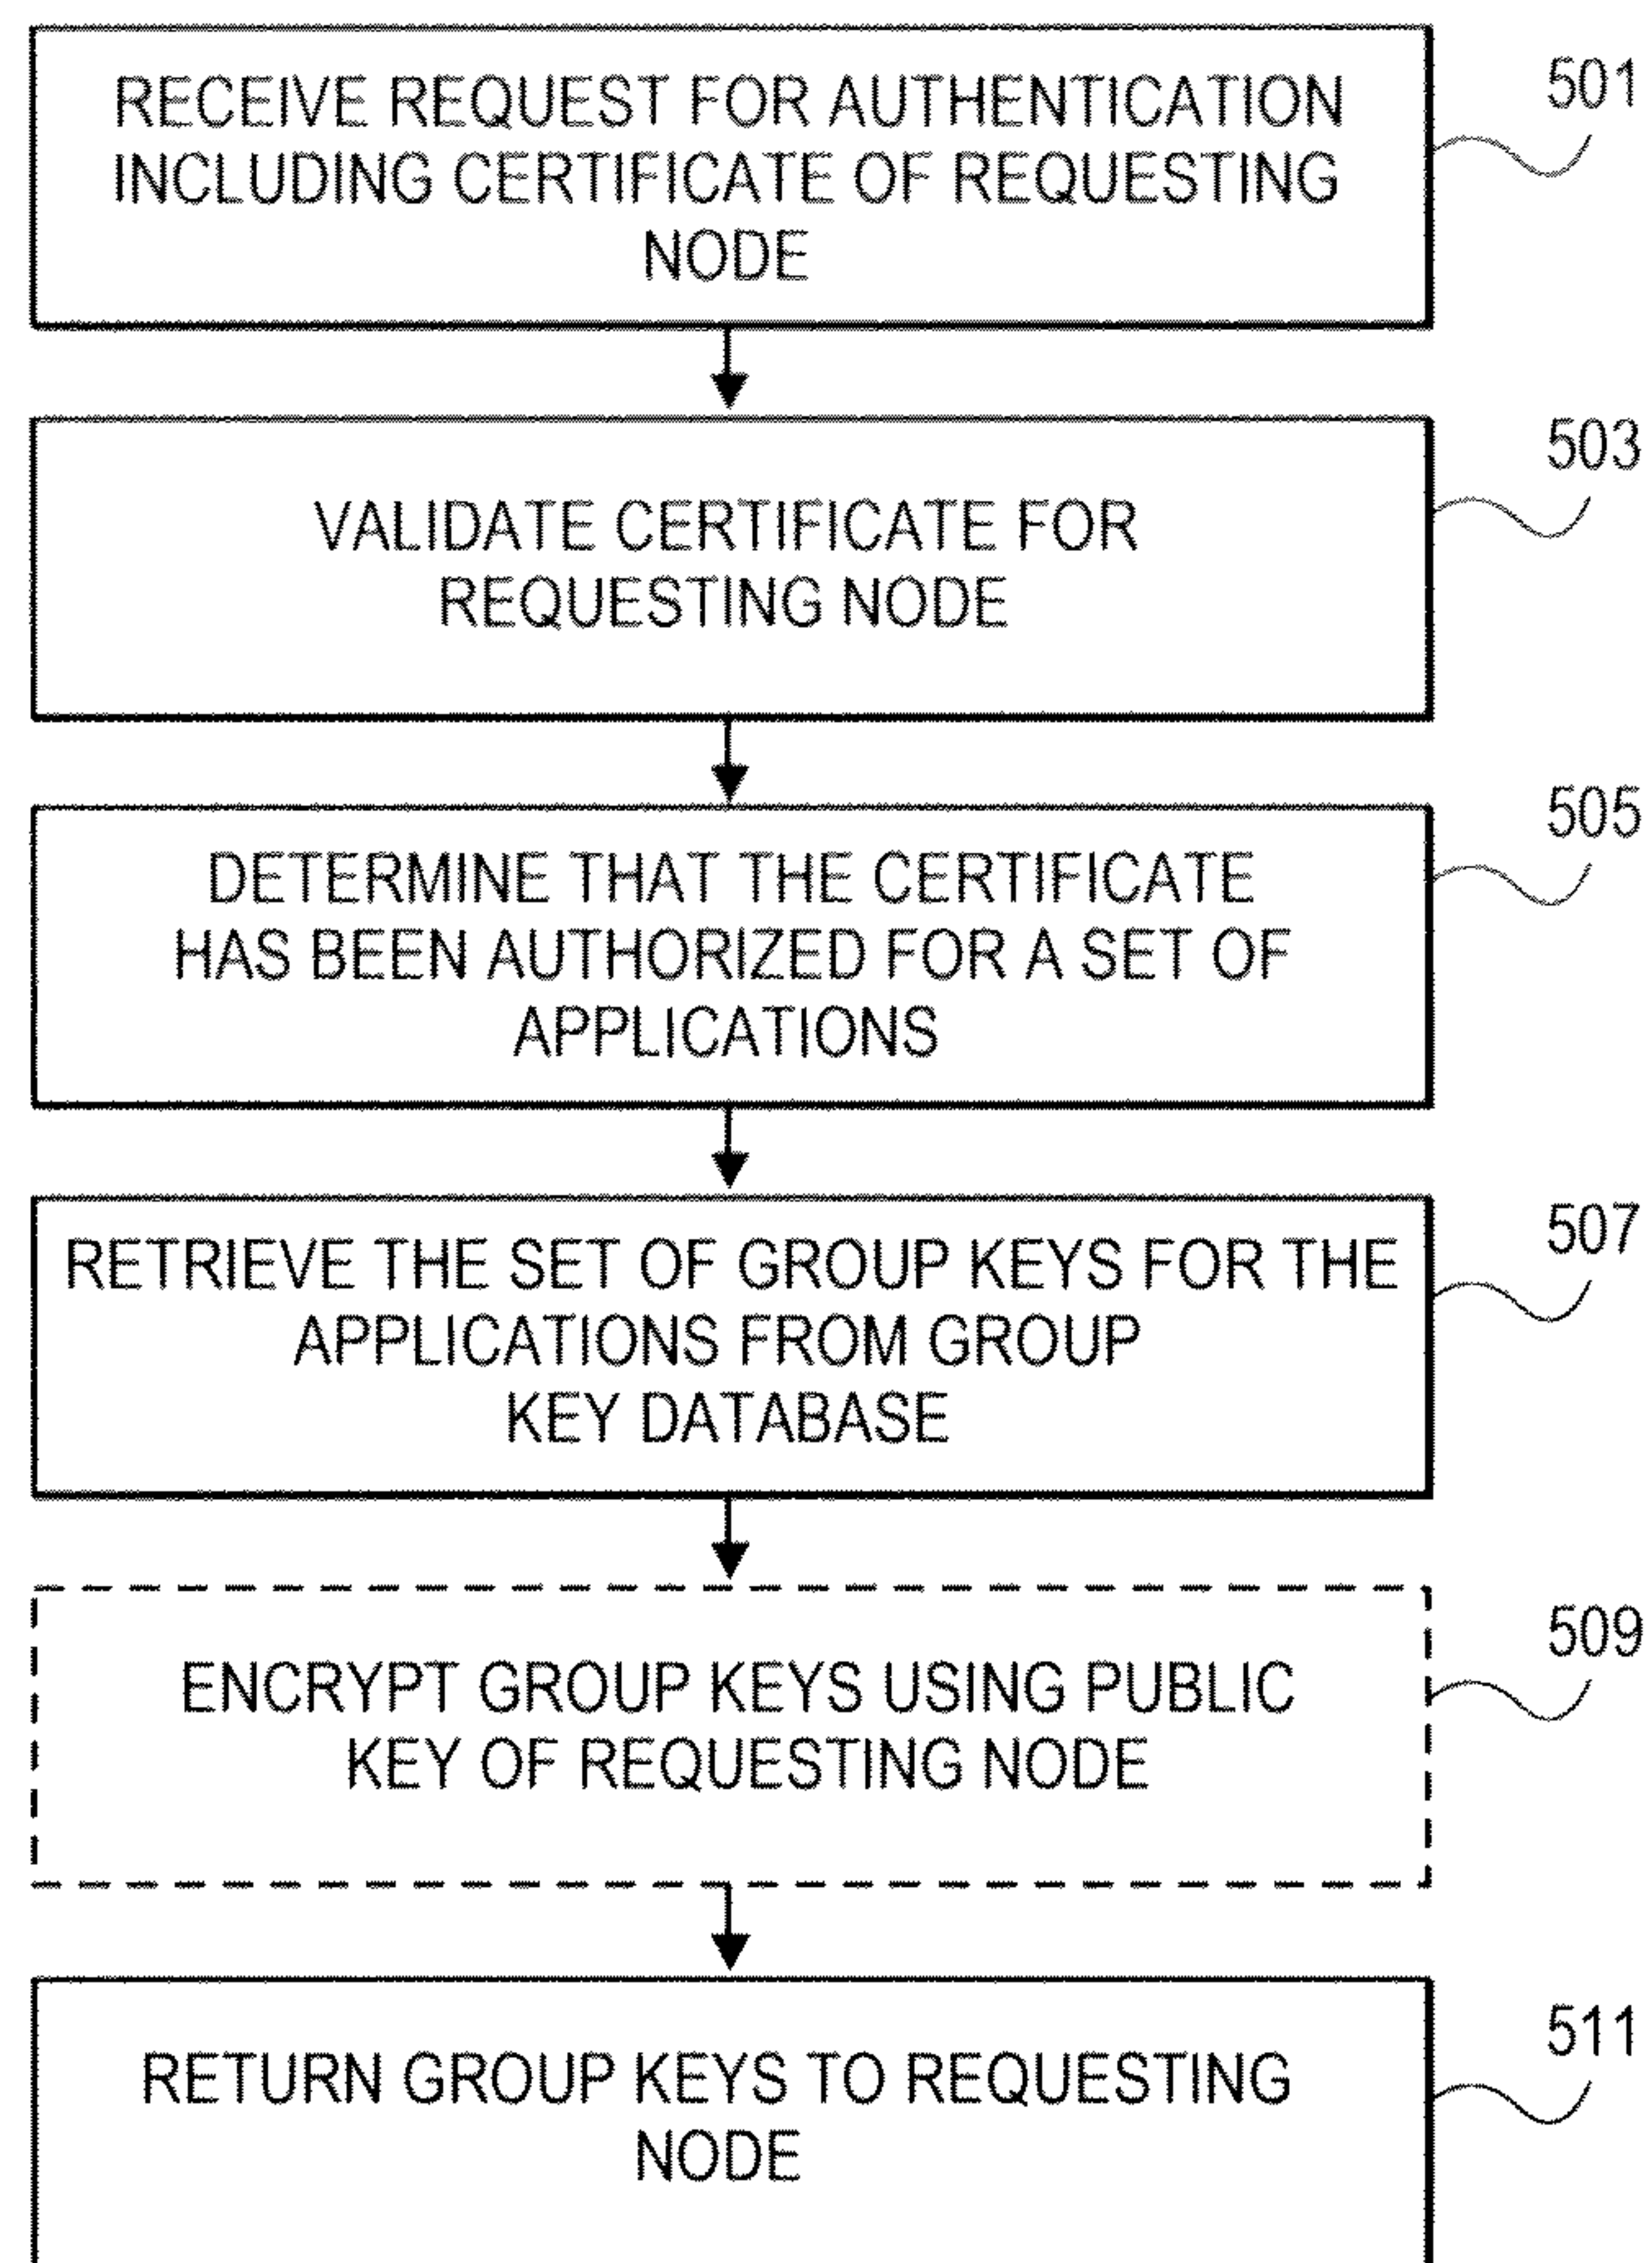 RECEIVE REQUEST FOR AUTHENTICATION
INCLUDING CERTIFICATE OF REQUESTING
NODE
501
VALIDATE CERTIFICATE FOR
REQUESTING NODE
503
DETERMINE THAT THE CERTIFICATE
HAS BEEN AUTHORIZED FOR A SET OF
APPLICATIONS
505
RETRIEVE THE SET OF GROUP KEYS FOR THE
APPLICATIONS FROM GROUP
KEY DATABASE
507
ENCRYPT GROUP KEYS USING PUBLIC
KEY OF REQUESTING NODE
509
RETURN GROUP KEYS TO REQUESTING
NODE
511